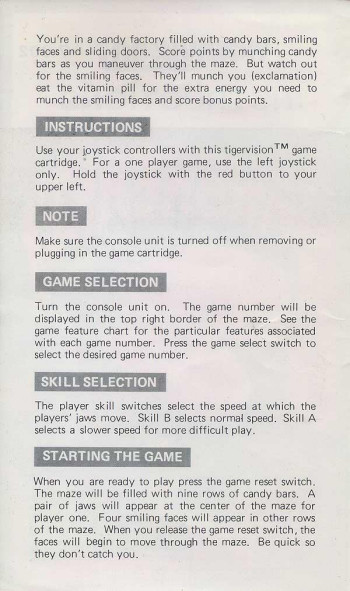 You're in a candy factory filled with candy bars, smiling
faces and sliding doors. Score points by munching candy
bars as you maneuver through the maze. But watch out
for the smiling faces. They'll munch you (exclamation)
eat the vitamin pill for the extra energy you need to
munch the smiling faces and score bonus points.
INSTRUCTIONS
Use your joystick controllers with this tigervision™ game
cartridge. For a one player game, use the left joystick
only. Hold the joystick with the red button to your
upper left.
NOTE
Make sure the console unit is turned off when removing or
plugging in the game cartridge.
GAME SELECTION
Turn the console unit on. The game number will be
displayed in the top right border of the maze. See the
game feature chart for the particular features associated
with each game number. Press the game select switch to
select the desired game number.
SKILL SELECTION
The player skill switches select the speed at which the
players' jaws move. Skill B selects normal speed. Skill A
selects a slower speed for more difficult play.
STARTING THE GAME
When you are ready to play press the game reset switch.
The maze will be filled with nine rows of candy bars. A
pair of jaws will appear at the center of the maze for
player one. Four smiling faces will appear in other rows
of the maze. When you release the game reset switch, the
faces will begin to move through the maze. Be quick so
they don't catch you.